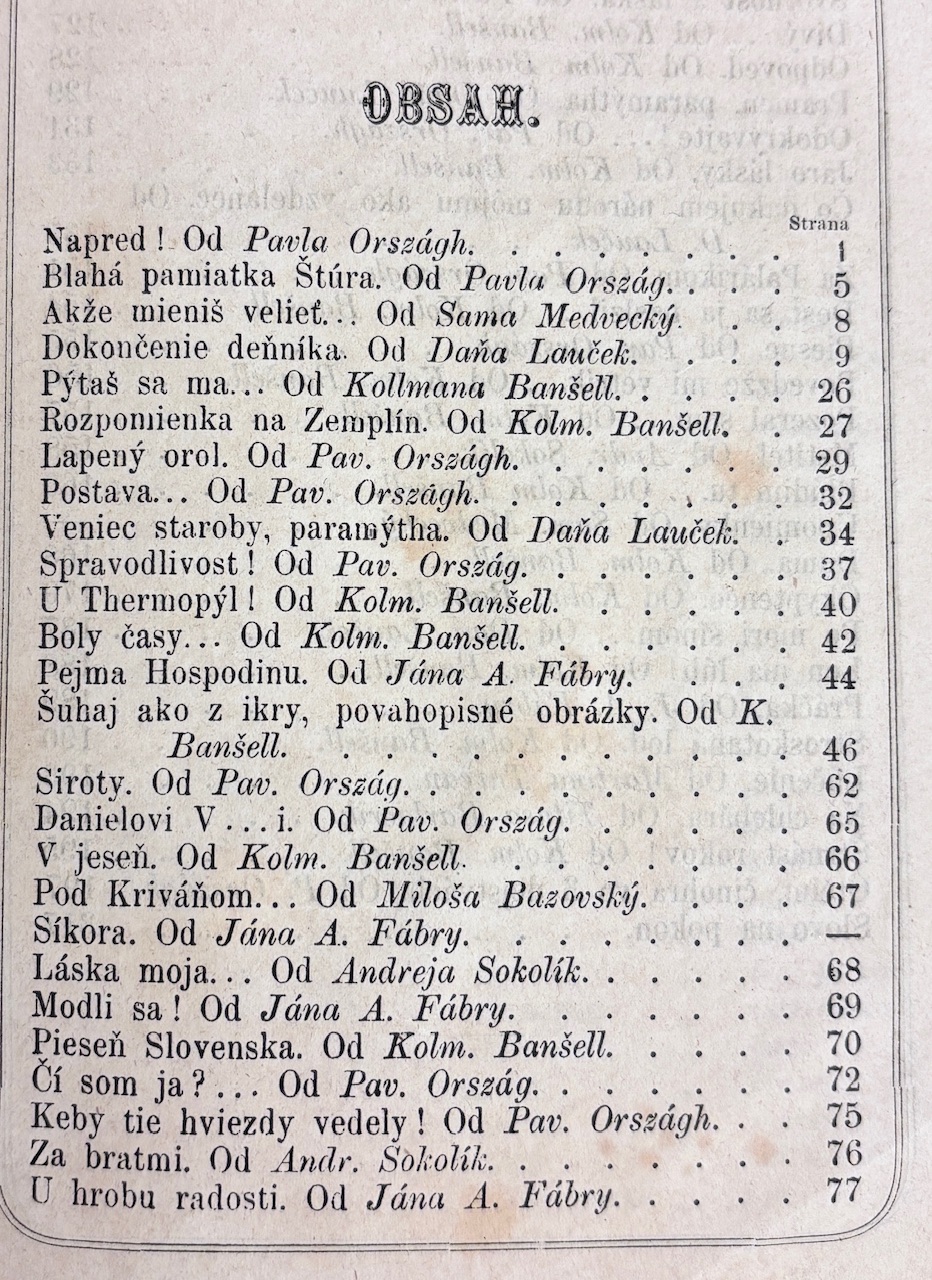 OBSAH.
Strana
Napred! Od Pavla Országh. . . . . . . . 1
Blahá pamiatka Štúra. Od PavlaOrszág. . . . 5
Akže mieniš velieť... Od Sama Medvecký. . . 8
Dokončenie deňníka. Od Daňa Lauček. . . . 9
Pýtaš sa ma... Od Kollmana Banšell. . . . . 26
Rozpomienka na Zemplín. Od Kolm. Banšell. . 27
Lapený orol. Od Pav. Országh. . . . . . . 29
Postava... Od Pav. Országh. . . . . . . . 32
Veniec staroby, paramýtha. Od Daňa Lauček. . 34
Spravodlivost! Od Pav. Ország. . . . . . . 37
U Thermopýl! Od Kolm. Banšell. . . . . . 40
Boly časy... Od Kolm. Banšell. . . . . . . 42
Pejma Hospodinu. Od Jána A. Fábry. . . . 44
Šuhaj ako z ikry, povahopisné obrázky. Od K.
Banšell. . . . . . . . . . . . 46
Siroty. Od Pav. Ország. . . . . . . . . 62
Danielovi V...i. Od Pav. Ország. . . . . . 65
V jeseň. Od Kolm. Banšell. . . . . . . . 66
Pod Kriváňom... Od Miloša Bazovský. . . . 67
Síkora. Od Jána A. Fábry. . . . . . . . —
Láska moja... Od Andreja Sokolík. . . . . . 68
Modli sa! Od Jána A. Fábry. . . . . . . 69
Pieseň Slovenska. Od Kolm. Banšell. . . . . 70
Čí som ja?... Od Pav. Ország. . . . . . . 72
Keby tie hviezdy vedely! Od Pav. Országh. . . 75
Za bratmi. Od Andr. Sokolík. . . . . . . . 76
U hrobu radosti. Od Jána A. Fábry. . . . . 77